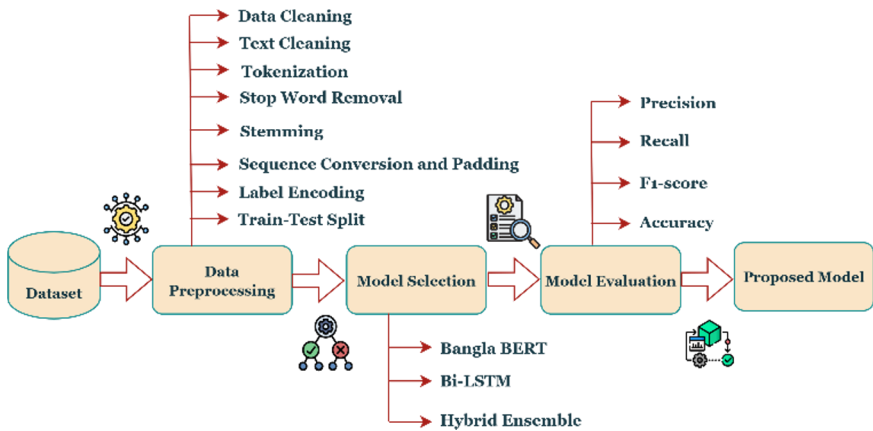 Data Cleaning
Text Cleaning
Tokenization
Stop Word Removal
Stemming
Sequence Conversion and Padding
Label Encoding
Train-Test Split
Precision
Recall
F1-score
Accuracy
Dataset
Data
Preprocessing
Model Selection
Model Evaluation
Proposed Model
Bangla BERT
Bi-LSTM
Hybrid Ensemble